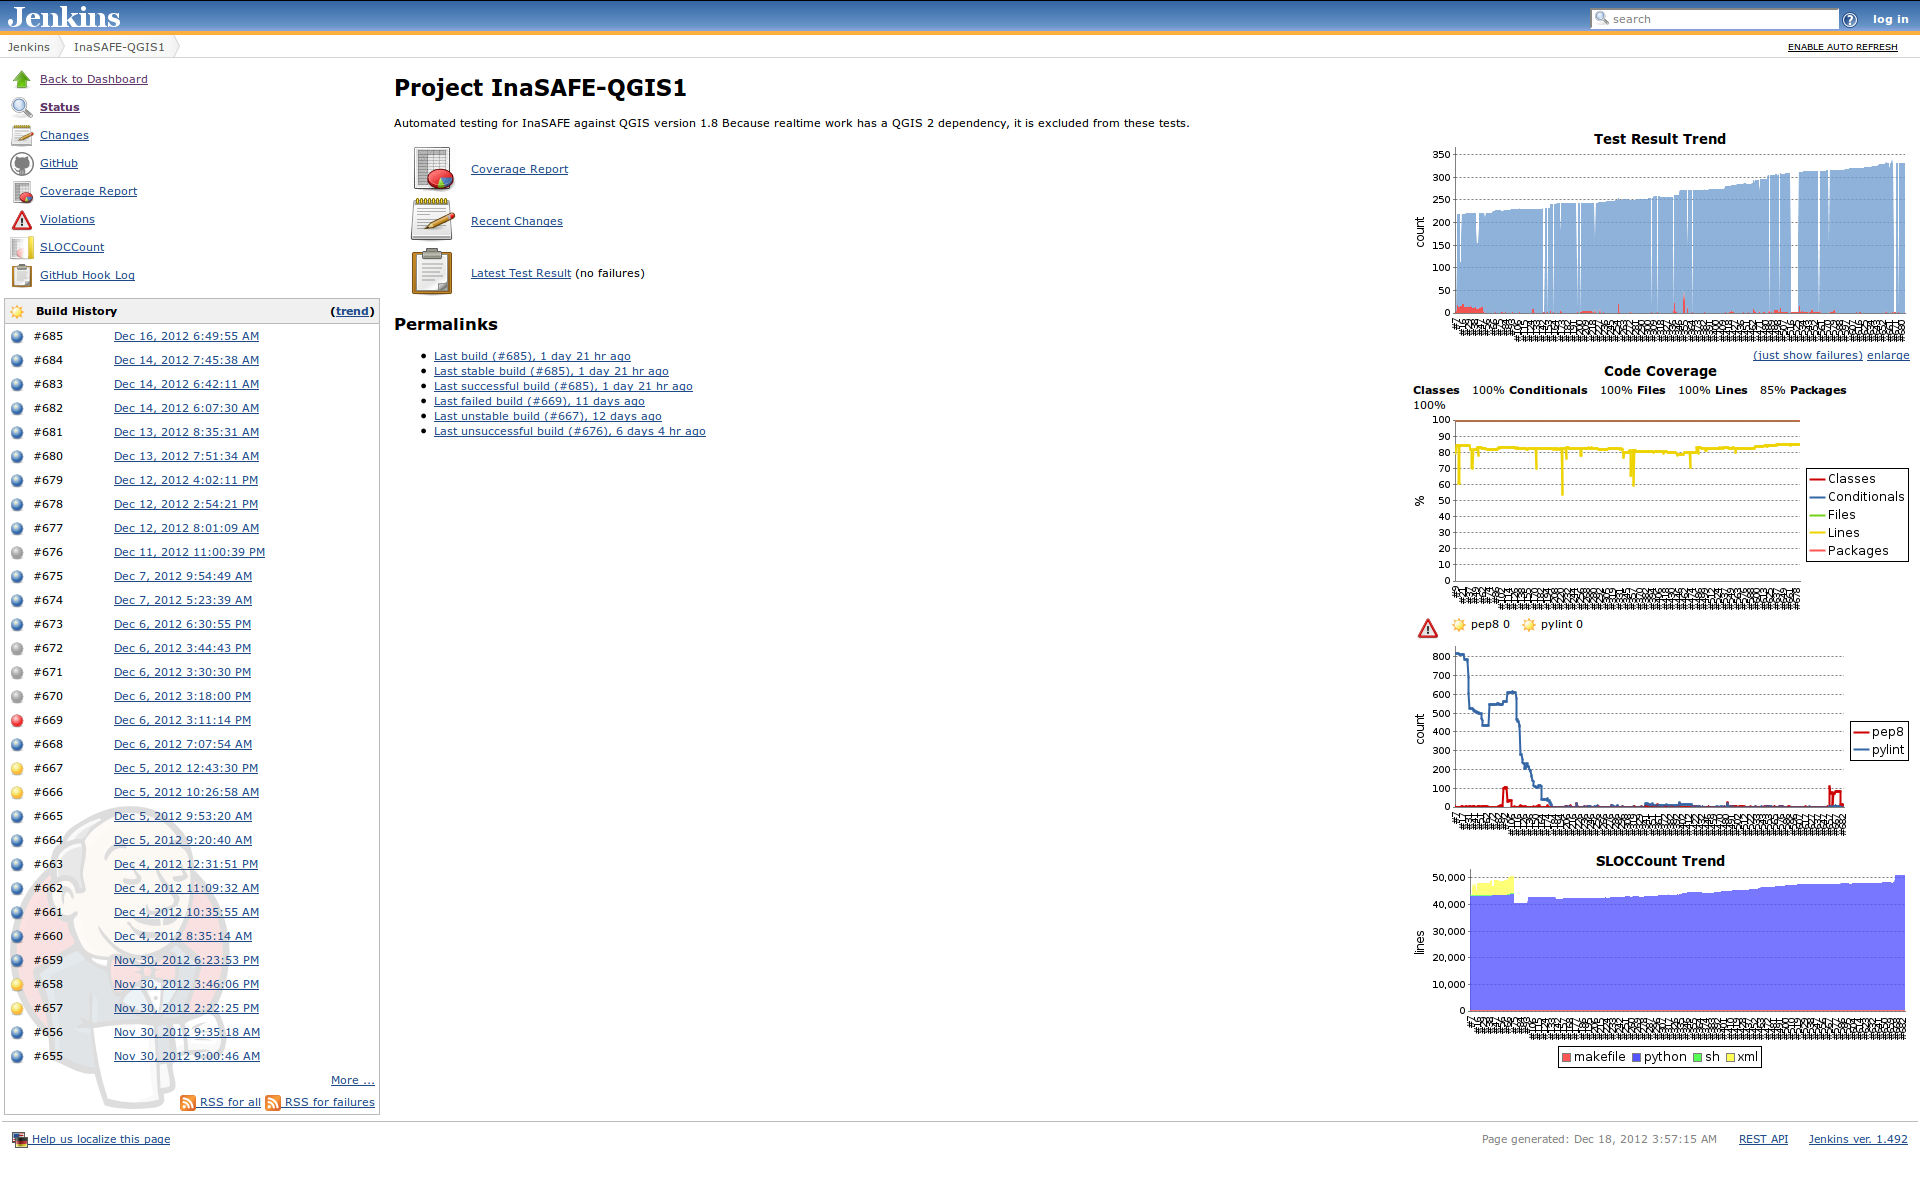 Jenkins
search
log in
Jenkins InaSAFE-QGIS1
ENABLE AUTO REFRESH
Back to Dashboard
Status
Changes
GitHub
Coverage Report
Violations
SLOCCount
GitHub Hook Log
Build History (trend)
#685 Dec 16, 2012 6:49:55 AM
#684 Dec 14, 2012 7:45:38 AM
#683 Dec 14, 2012 6:42:11 AM
#682 Dec 14, 2012 6:07:30 AM
#681 Dec 13, 2012 8:35:31 AM
#680 Dec 13, 2012 7:51:34 AM
#679 Dec 12, 2012 4:02:11 PM
#678 Dec 12, 2012 2:54:21 PM
#677 Dec 12, 2012 8:01:09 AM
#676 Dec 11, 2012 11:00:39 PM
#675 Dec 7, 2012 9:54:49 AM
#674 Dec 7, 2012 5:23:39 AM
#673 Dec 6, 2012 6:30:55 PM
#672 Dec 6, 2012 3:44:43 PM
#671 Dec 6, 2012 3:30:30 PM
#670 Dec 6, 2012 3:18:00 PM
#669 Dec 6, 2012 3:11:14 PM
#668 Dec 6, 2012 7:07:54 AM
#667 Dec 5, 2012 12:43:30 PM
#666 Dec 5, 2012 10:26:58 AM
#665 Dec 5, 2012 9:53:20 AM
#664 Dec 5, 2012 9:20:40 AM
#663 Dec 4, 2012 12:31:51 PM
#662 Dec 4, 2012 11:09:32 AM
#661 Dec 4, 2012 10:35:55 AM
#660 Dec 4, 2012 8:35:14 AM
#659 Nov 30, 2012 6:23:53 PM
#658 Nov 30, 2012 3:46:06 PM
#657 Nov 30, 2012 2:22:25 PM
#656 Nov 30, 2012 9:35:18 AM
#655 Nov 30, 2012 9:00:46 AM
More ...
RSS for all RSS for failures
Project InaSAFE-QGIS1
Automated testing for InaSAFE against QGIS version 1.8 Because realtime work has a QGIS 2 dependency, it is excluded from these tests.
Coverage Report
Recent Changes
Latest Test Result (no failures)
Permalinks
Last build (#685), 1 day 21 hr ago
Last stable build (#685), 1 day 21 hr ago
Last successful build (#685), 1 day 21 hr ago
Last failed build (#669), 11 days ago
Last unstable build (#667), 12 days ago
Last unsuccessful build (#676), 6 days 4 hr ago
Test Result Trend
350
300
250
200
150
100
50
0
count
(just show failures) enlarge
Code Coverage
Classes 100% Conditionals 100% Files 100% Lines 85% Packages
100%
100
90
80
70
60
50
40
30
20
10
0
%
Classes
Conditionals
Files
Lines
Packages
pep8 0 pylint 0
800
700
600
500
400
300
200
100
0
count
pep8
pylint
SLOCCount Trend
50,000
40,000
30,000
20,000
10,000
0
lines
makefile python sh xml
Help us localize this page
Page generated: Dec 18, 2012 3:57:15 AM REST API Jenkins ver. 1.492